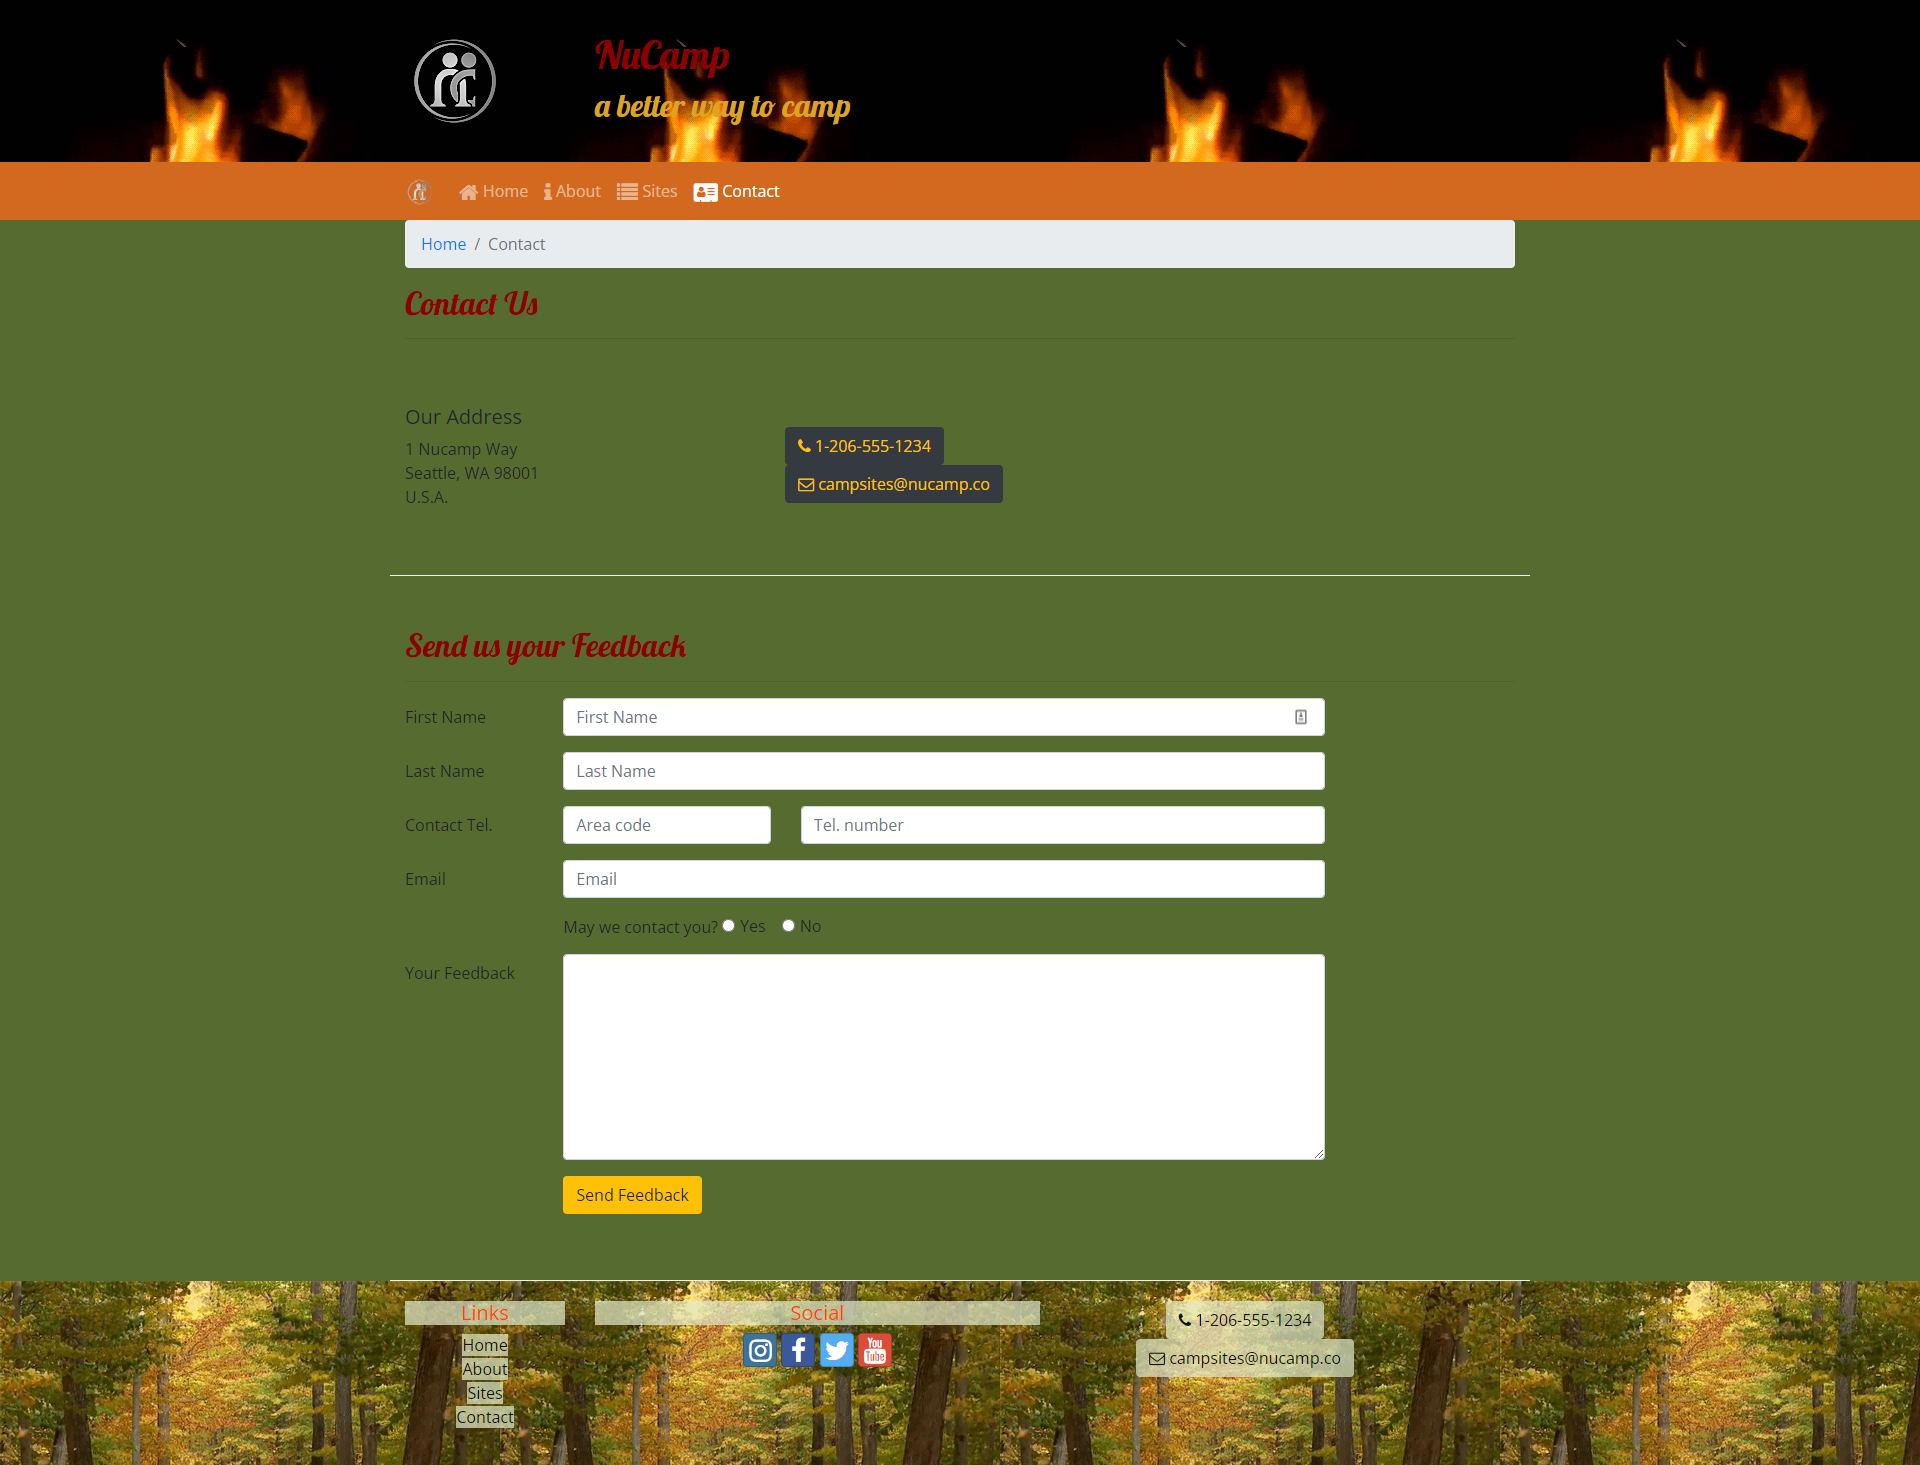 NuCamp
a better way to camp
Home About Sites Contact
Home / Contact
Contact Us
Our Address
1 Nucamp Way
Seattle, WA 98001
U.S.A.
1-206-555-1234
campsites@nucamp.co
Send us your Feedback
First Name First Name
Last Name Last Name
Contact Tel. Area code Tel. number
Email Email
May we contact you? Yes No
Your Feedback
Send Feedback
Links
Home
About
Sites
Contact
Social
You
Tube
1-206-555-1234
campsites@nucamp.co